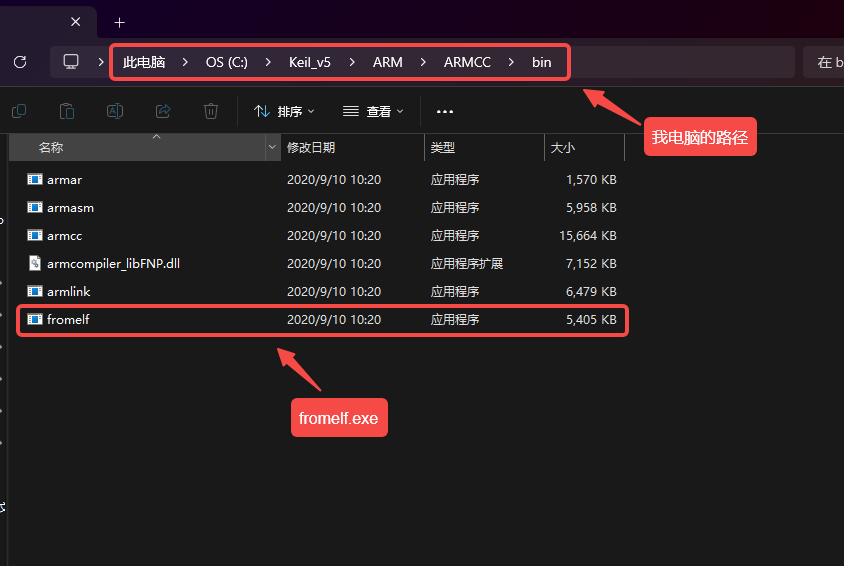 此电脑 > OS (C:) > Keil_v5 > ARM > ARMCC > bin
在 b
排序 查看
我电脑的路径
名称 修改日期 类型 大小
armar 2020/9/10 10:20 应用程序 1,570 KB
armasm 2020/9/10 10:20 应用程序 5,958 KB
armcc 2020/9/10 10:20 应用程序 15,664 KB
armcompiler_libFNP.dll 2020/9/10 10:20 应用程序扩展 7,152 KB
armlink 2020/9/10 10:20 应用程序 6,479 KB
fromelf 2020/9/10 10:20 应用程序 5,405 KB
fromelf.exe